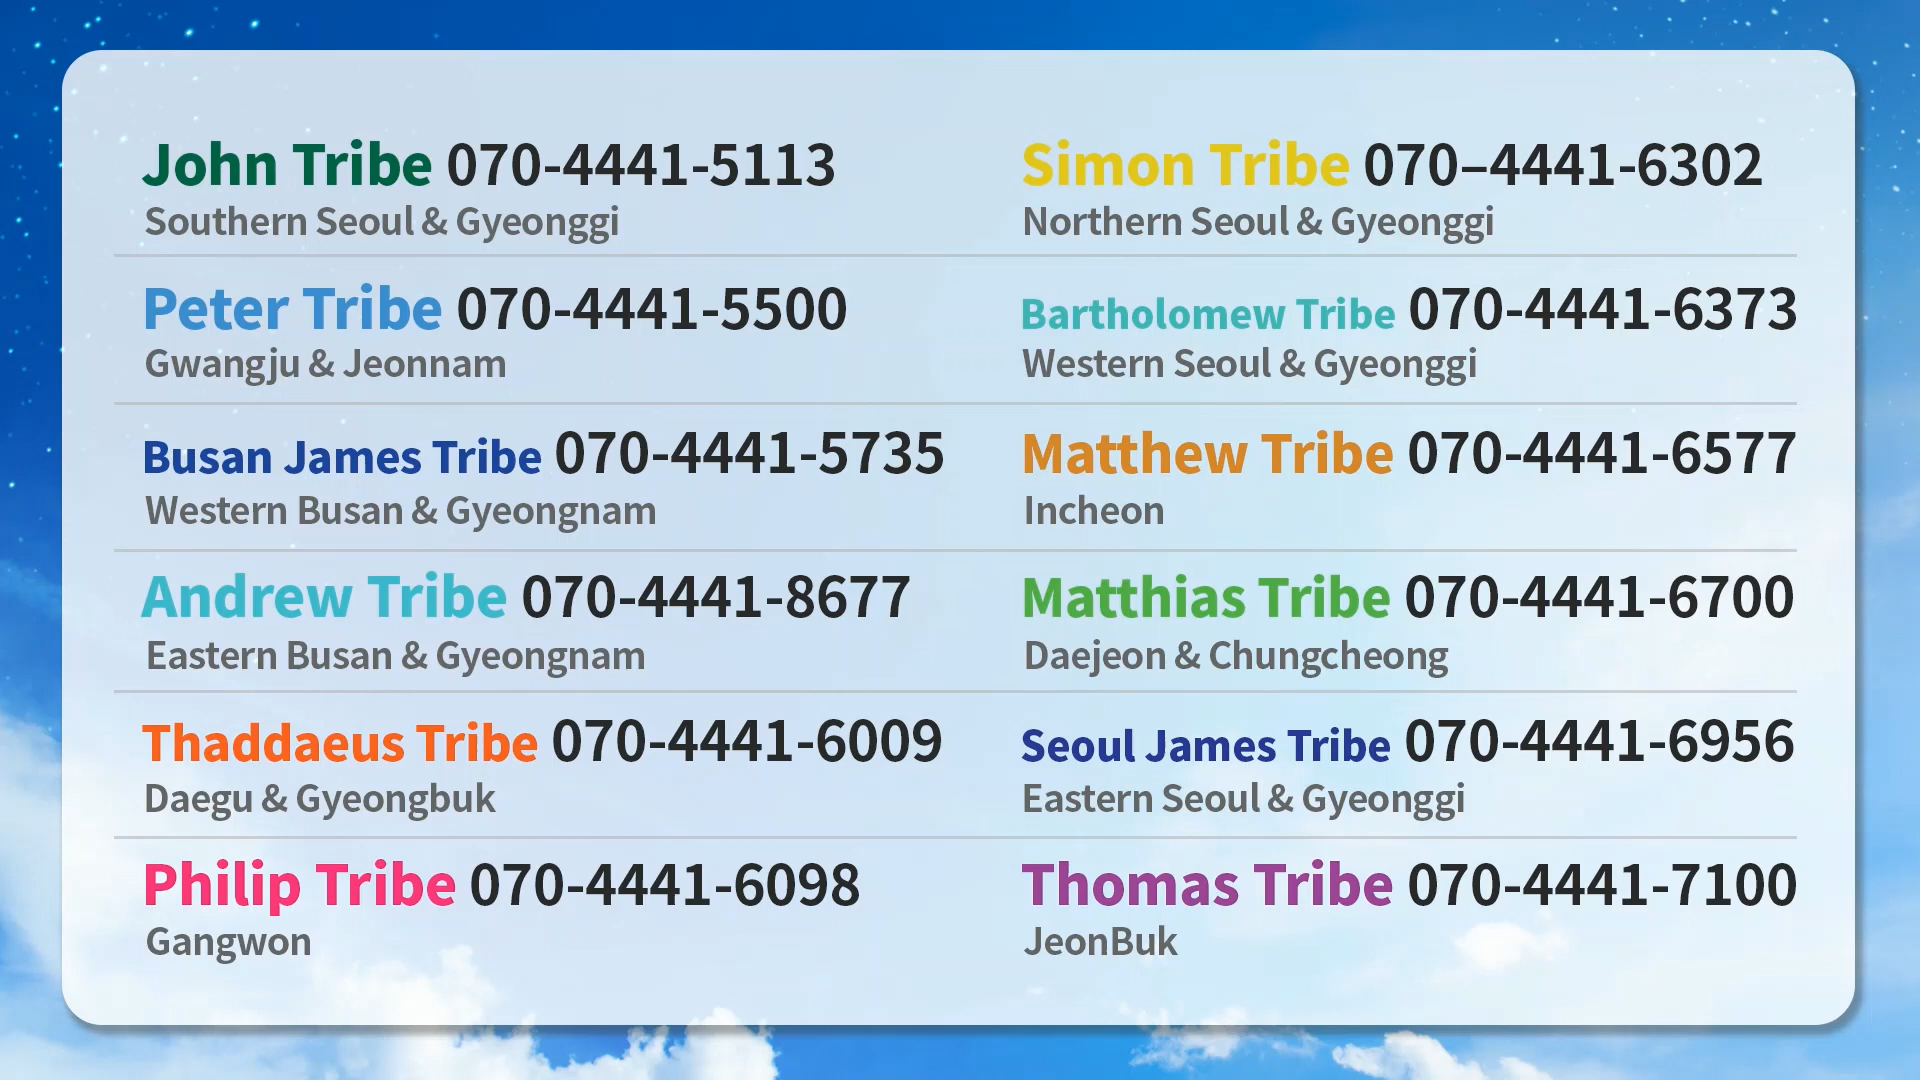 John Tribe 070-4441-5113
Southern Seoul & Gyeonggi
Peter Tribe 070-4441-5500
Gwangju & Jeonnam
Busan James Tribe 070-4441-5735
Western Busan & Gyeongnam
Andrew Tribe 070-4441-8677
Eastern Busan & Gyeongnam
Thaddaeus Tribe 070-4441-6009
Daegu & Gyeongbuk
Philip Tribe 070-4441-6098
Gangwon
Simon Tribe 070–4441-6302
Northern Seoul & Gyeonggi
Bartholomew Tribe 070-4441-6373
Western Seoul & Gyeonggi
Matthew Tribe 070-4441-6577
Incheon
Matthias Tribe 070-4441-6700
Daejeon & Chungcheong
Seoul James Tribe 070-4441-6956
Eastern Seoul & Gyeonggi
Thomas Tribe 070-4441-7100
JeonBuk